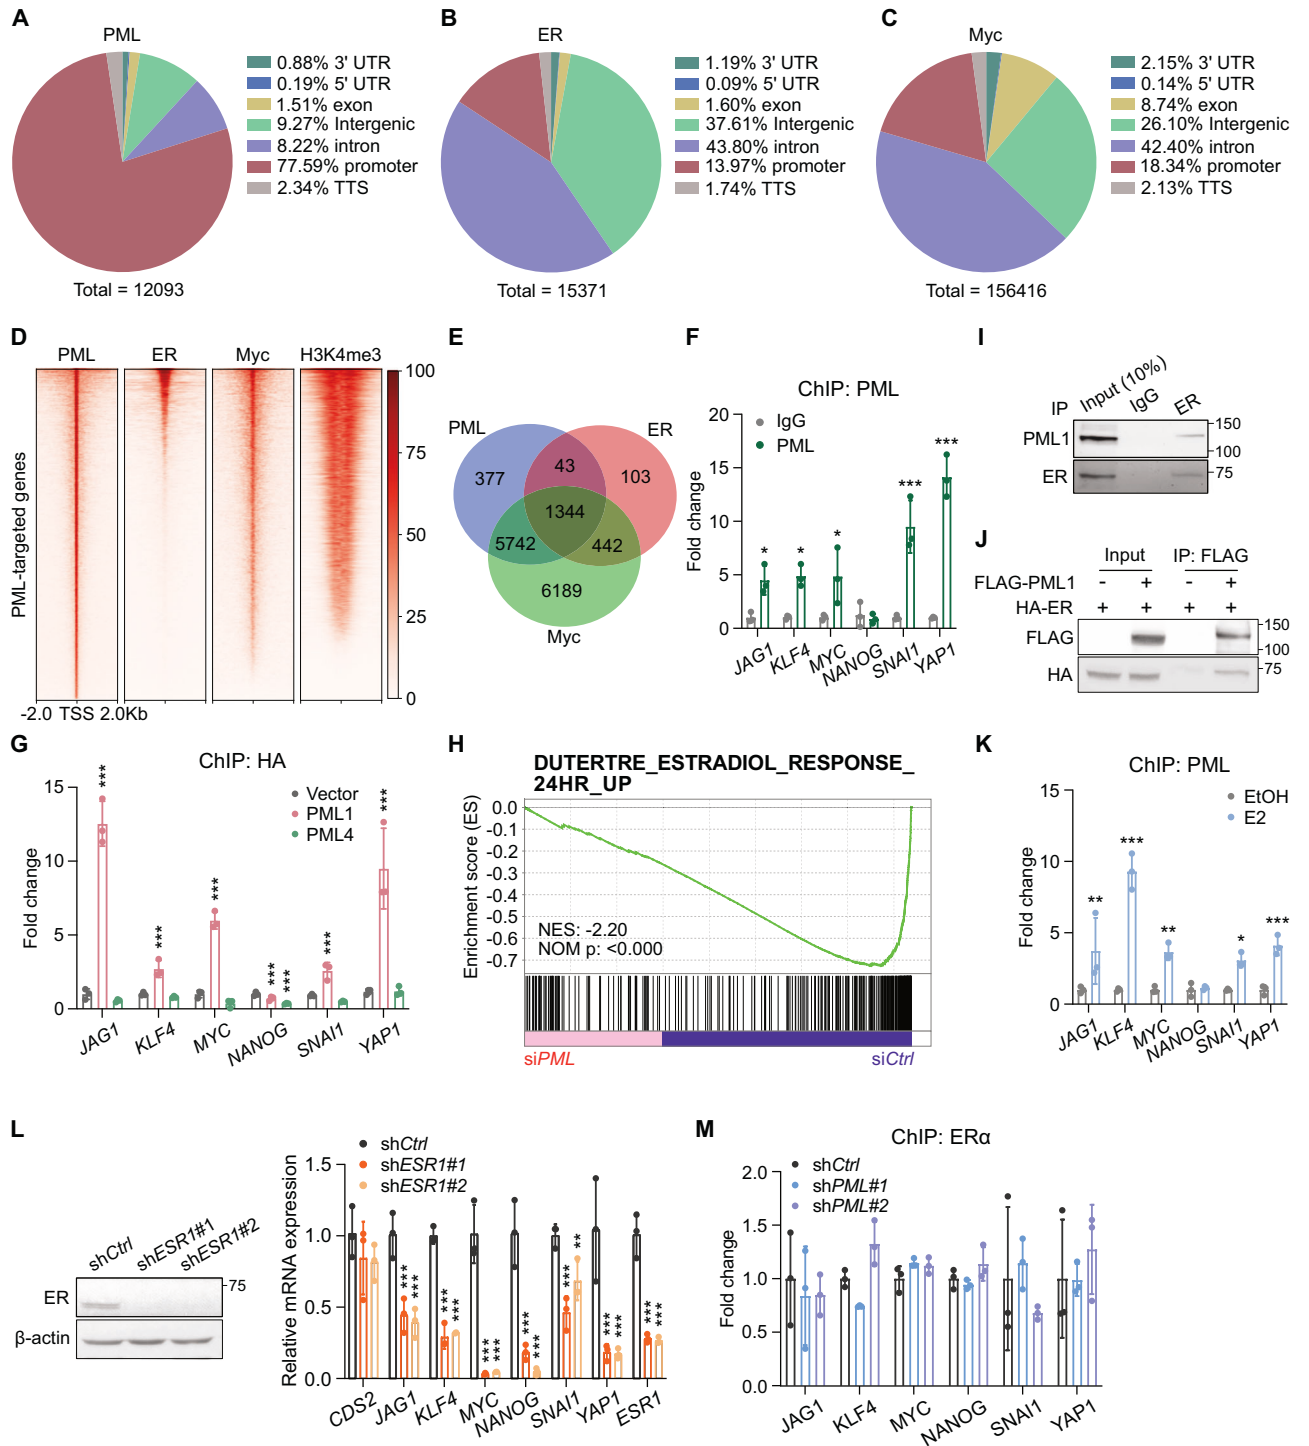 A
PML
0.88% 3' UTR
0.19% 5' UTR
1.51% exon
9.27% Intergenic
8.22% intron
77.59% promoter
2.34% TTS
Total = 12093
B
ER
1.19% 3' UTR
0.09% 5' UTR
1.60% exon
37.61% Intergenic
43.80% intron
13.97% promoter
1.74% TTS
Total = 15371
C
Myc
2.15% 3' UTR
0.14% 5' UTR
8.74% exon
26.10% Intergenic
42.40% intron
18.34% promoter
2.13% TTS
Total = 156416
D
PML ER Myc H3K4me3
PML-targeted genes
100
75
50
25
0
-2.0 TSS 2.0Kb
E
PML
ER
377
43
103
1344
5742
442
6189
Myc
F
ChIP: PML
IgG
PML
Fold change
20
15
10
5
0
* * * *** ***
JAG1 KLF4 MYC NANOG SNAI1 YAP1
I
IP Input (10%) IgG ER
PML1
150
100
ER
75
J
Input IP: FLAG
FLAG-PML1 - + - +
HA-ER + + + +
FLAG
150
100
HA
75
G
ChIP: HA
Vector
PML1
PML4
Fold change
15
10
5
0
*** *** *** *** *** *** ***
JAG1 KLF4 MYC NANOG SNAI1 YAP1
H
DUTERTRE_ESTRADIOL_RESPONSE_
24HR_UP
Enrichment score (ES)
0.0
-0.1
-0.2
-0.3
-0.4
-0.5
-0.6
-0.7
NES: -2.20
NOM p: <0.000
siPML siCtrl
K
ChIP: PML
EtOH
E2
Fold change
15
10
5
0
** *** ** * ***
JAG1 KLF4 MYC NANOG SNAI1 YAP1
L
shCtrl shESR1#1 shESR1#2
ER
75
β-actin
shCtrl
shESR1#1
shESR1#2
Relative mRNA expression
1.5
1.0
0.5
0.0
*** *** *** *** *** *** *** *** *** ** *** *** *** ***
CDS2 JAG1 KLF4 MYC NANOG SNAI1 YAP1 ESR1
M
ChIP: ERα
shCtrl
shPML#1
shPML#2
Fold change
2.0
1.5
1.0
0.5
0.0
JAG1 KLF4 MYC NANOG SNAI1 YAP1